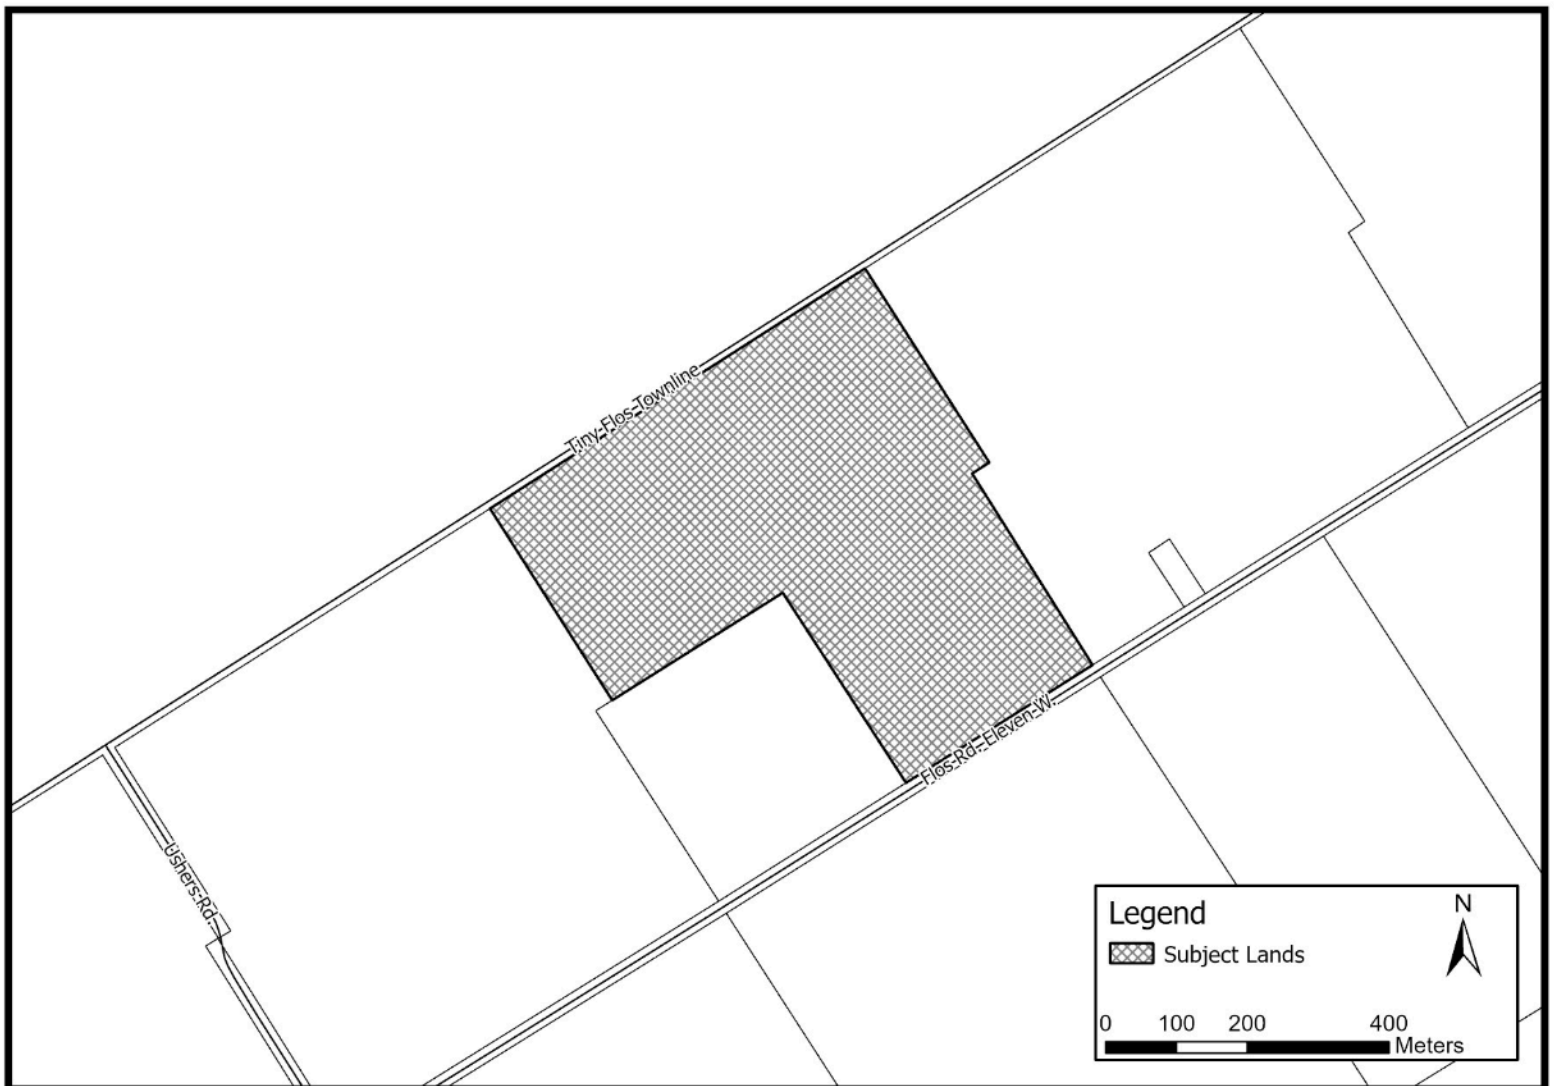 Tiny-Flos-Townline
Flos-Rd.-Eleven-W.
Ushers-Rd.
Legend
N
Subject Lands
0 100 200 400
Meters